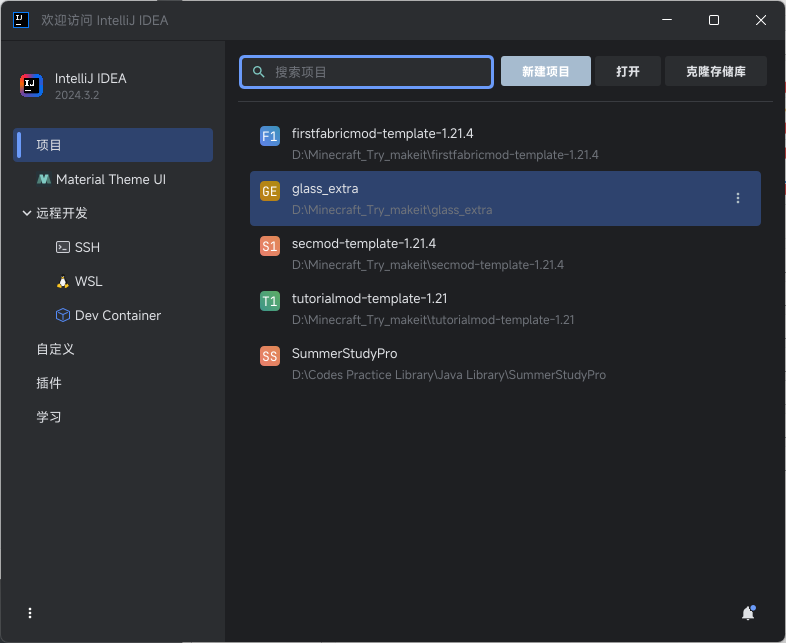 欢迎访问 IntelliJ IDEA
IntelliJ IDEA
2024.3.2
项目
Material Theme UI
远程开发
SSH
WSL
Dev Container
自定义
插件
学习
搜索项目
新建项目
打开
克隆存储库
F1
firstfabricmod-template-1.21.4
D:\Minecraft_Try_makeit\firstfabricmod-template-1.21.4
GE
glass_extra
D:\Minecraft_Try_makeit\glass_extra
S1
secmod-template-1.21.4
D:\Minecraft_Try_makeit\secmod-template-1.21.4
T1
tutorialmod-template-1.21
D:\Minecraft_Try_makeit\tutorialmod-template-1.21
SS
SummerStudyPro
D:\Codes Practice Library\Java Library\SummerStudyPro